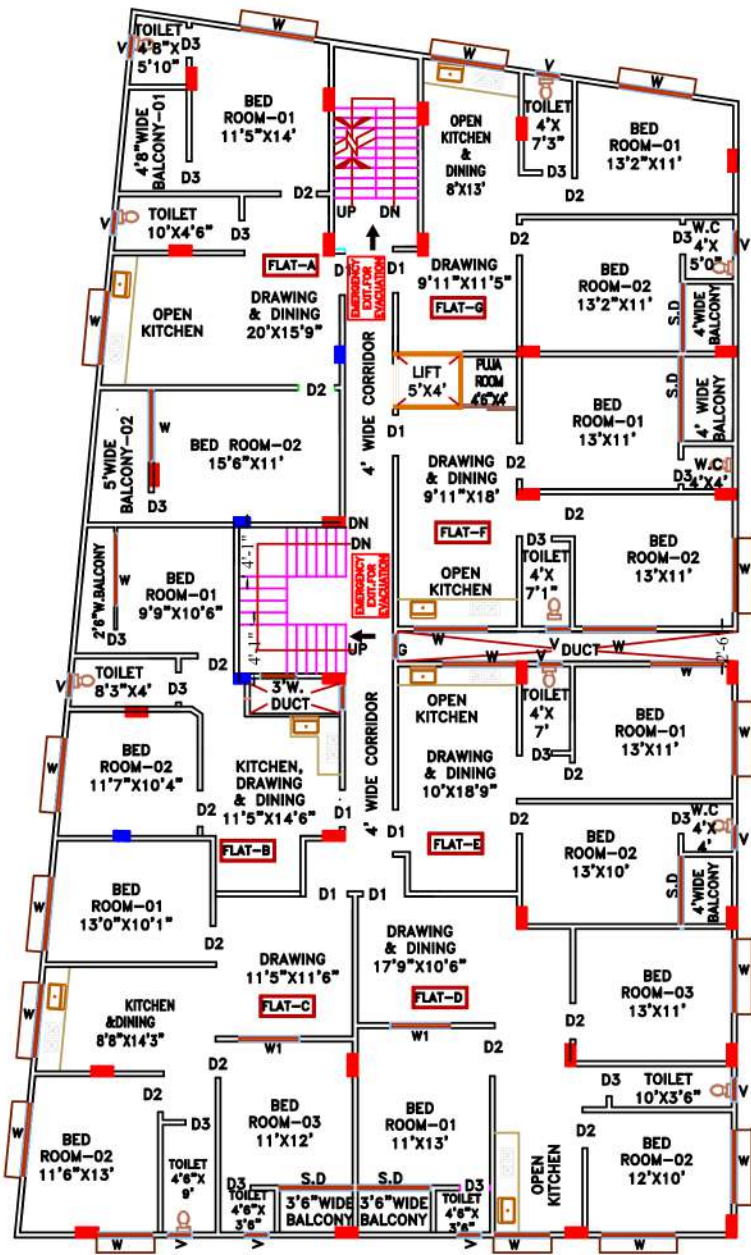 W
W
V
TOILET
4'8"X
5'10"
D3
BED
ROOM-01
11'5"X14'
4'8"WIDE
BALCONY-01
D3
D2
V
TOILET
10'X4'6"
D3
UP
DN
OPEN
KITCHEN
&
DINING
8'X13'
V
TOILET
4'X
7'3"
D3
W
BED
ROOM-01
13'2"X11'
D2
FLAT-A
DRAWING
& DINING
20'X15'9"
OPEN
KITCHEN
W
D1
EMERGENCY
EXIT.FOR
EVACUATION
D1
DRAWING
9'11"X11'5"
FLAT-G
D2
BED
ROOM-02
13'2"X11'
D3
W.C
4'X
5'0"
V
S.D
4'WIDE
BALCONY
D2
W
5'WIDE
BALCONY-02
BED ROOM-02
15'6"X11'
D3
4' WIDE CORRIDOR
LIFT
5'X4'
PUJA
ROOM
4'6"X4'
D1
BED
ROOM-01
13'X11'
S.D
4' WIDE
BALCONY
D2
D3
W.C
4'X4'
DRAWING
& DINING
9'11"X18'
FLAT-F
OPEN
KITCHEN
D3
TOILET
4'X
7'1"
D2
BED
ROOM-02
13'X11'
W
2'6"W.BALCONY
W
D3
BED
ROOM-01
9'9"X10'6"
4'-1"
4'-1"
DN
DN
EMERGENCY
EXIT.FOR
EVACUATION
UP
G
W
W
V
DUCT
W
W
2'-6"
D2
V
TOILET
8'3"X4'
D3
3'W.
DUCT
W
BED
ROOM-02
11'7"X10'4"
D2
KITCHEN,
DRAWING
& DINING
11'5"X14'6"
FLAT-B
D1
4' WIDE CORRIDOR
D1
OPEN
KITCHEN
DRAWING
& DINING
10'X18'9"
FLAT-E
TOILET
4'X
7'
D3
D2
BED
ROOM-01
13'X11'
W
D2
BED
ROOM-02
13'X10'
D3
W.C
4'X
4'
V
S.D
4'WIDE
BALCONY
W
BED
ROOM-01
13'0"X10'1"
D2
D1
D1
DRAWING
11'5"X11'6"
FLAT-C
DRAWING
& DINING
17'9"X10'6"
FLAT-D
BED
ROOM-03
13'X11'
W
D2
W
KITCHEN
&DINING
8'8"X14'3"
W1
W1
D2
D2
D2
D3
TOILET
10'X3'6"
V
W
BED
ROOM-02
11'6"X13'
D3
TOILET
4'6"X
9'
BED
ROOM-03
11'X12'
BED
ROOM-01
11'X13'
D2
BED
ROOM-02
12'X10'
W
OPEN
KITCHEN
D3
S.D
S.D
D3
TOILET
4'6"X
3'6"
3'6"WIDE
BALCONY
3'6"WIDE
BALCONY
TOILET
4'6"X
3'6"
W
V
V
V
W
W